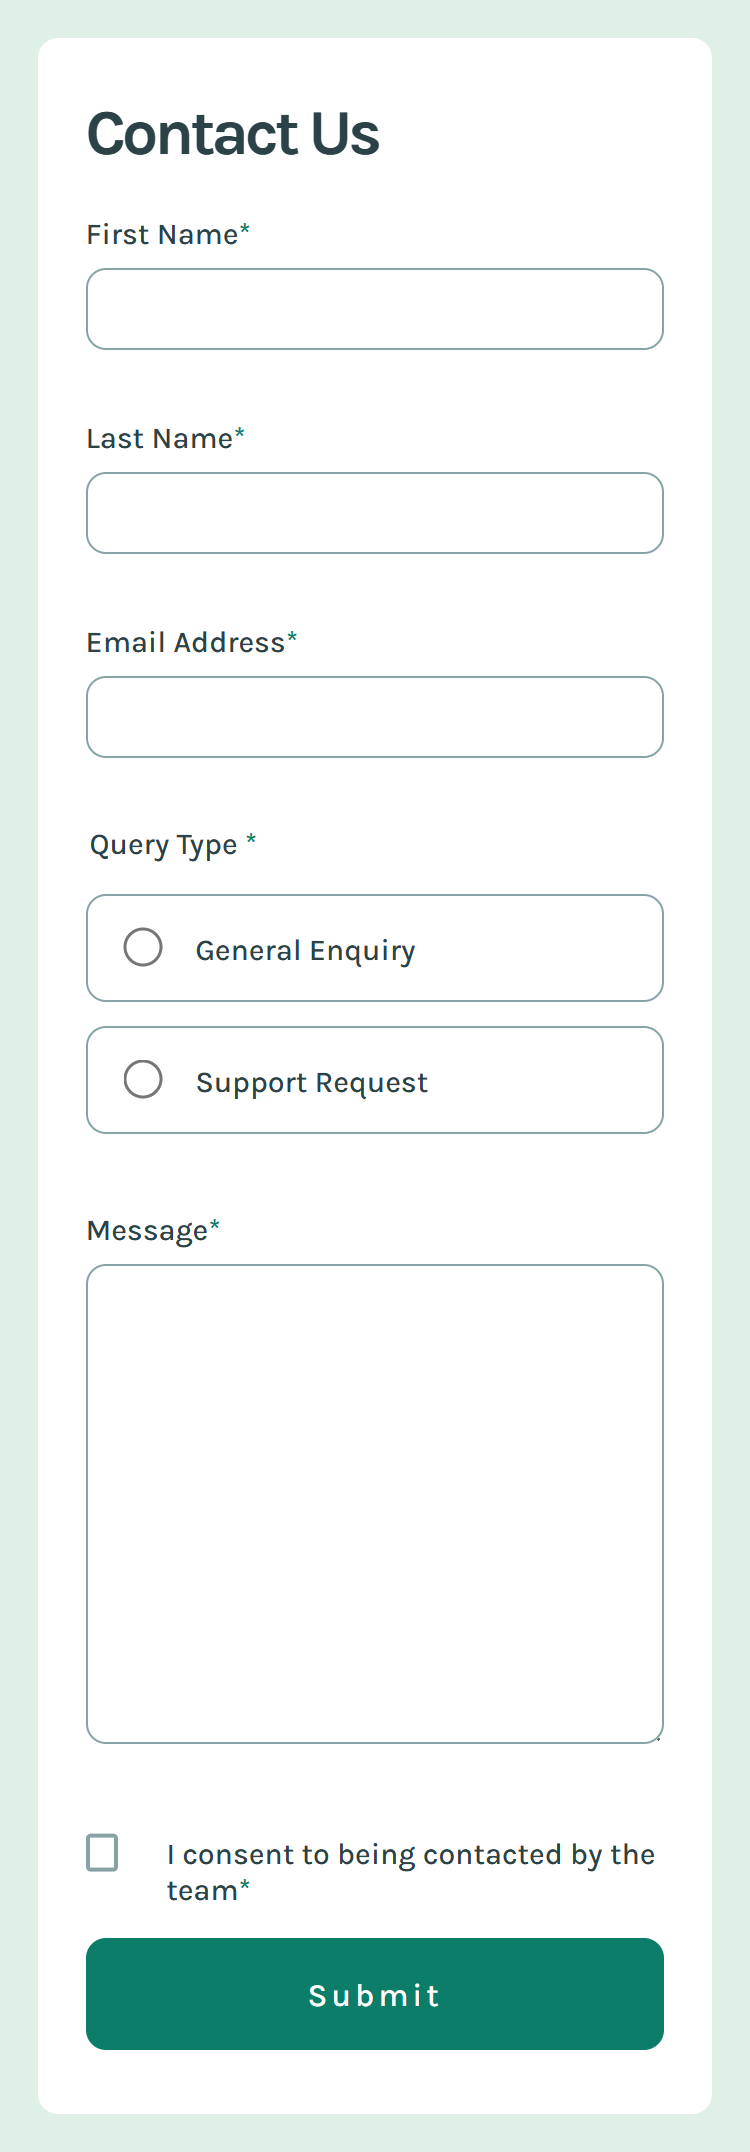 Contact Us
First Name*
Last Name*
Email Address*
Query Type *
General Enquiry
Support Request
Message*
I consent to being contacted by the
team*
Submit